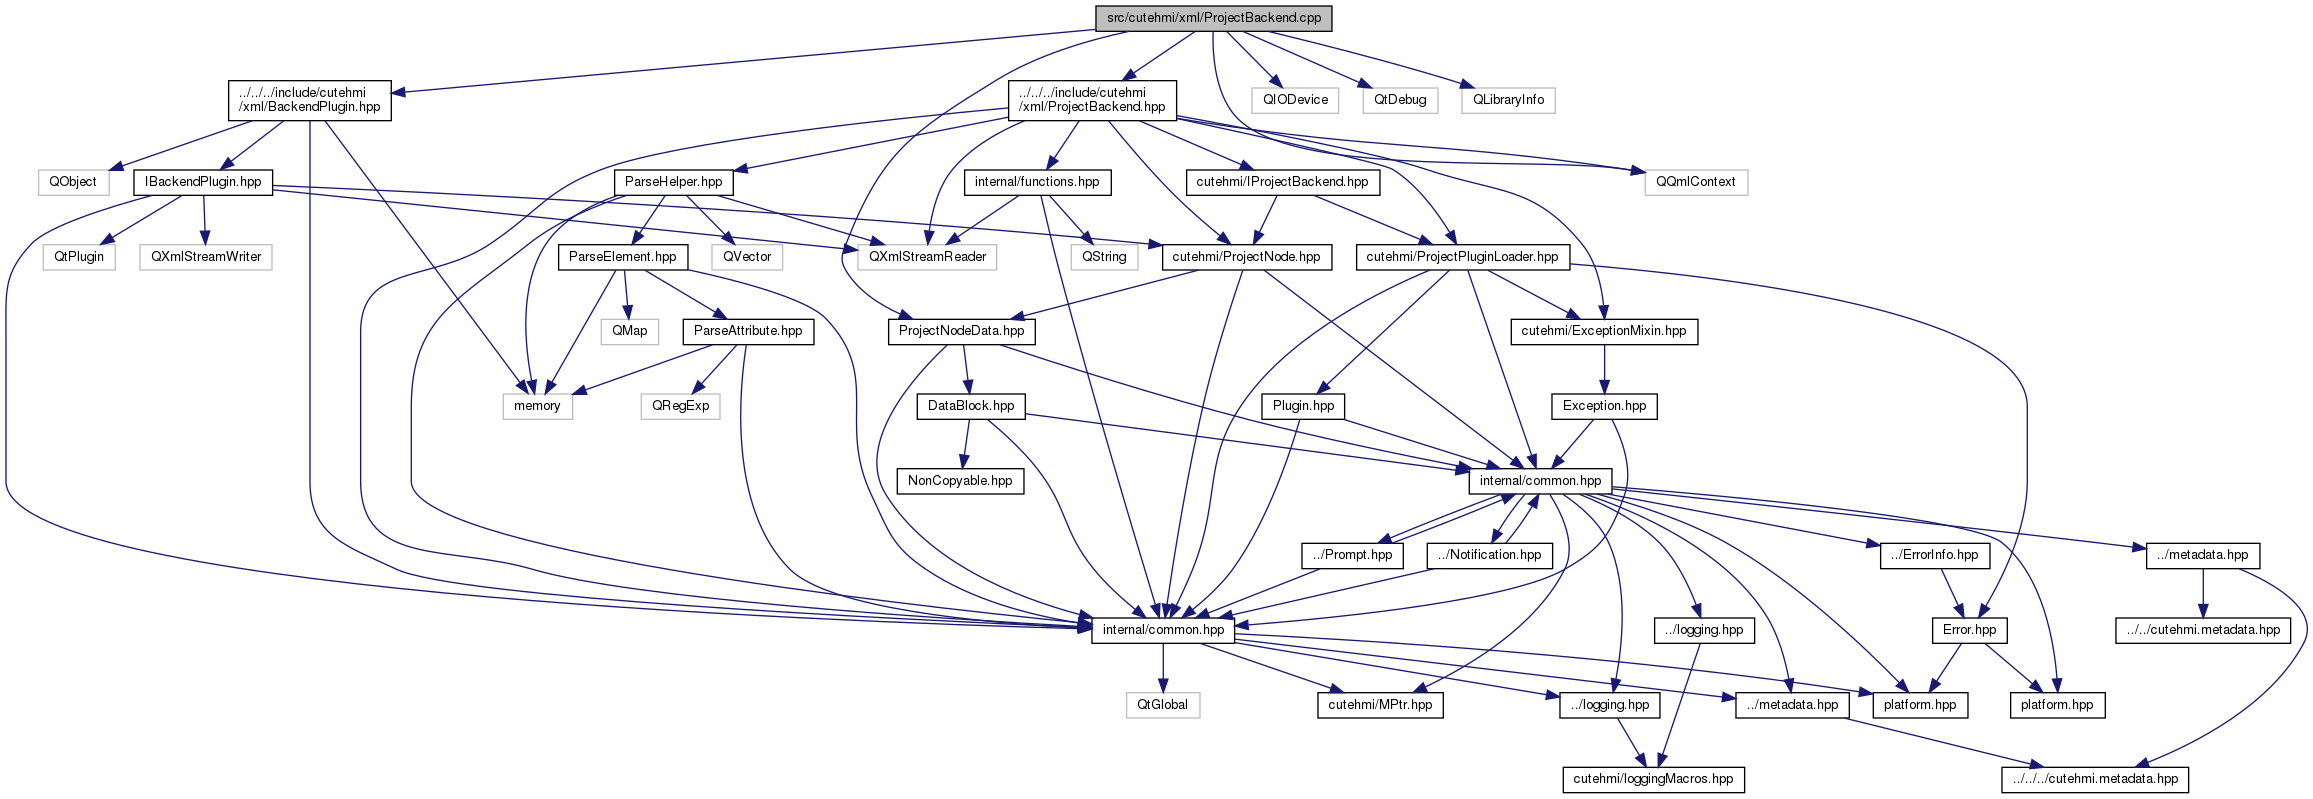 src/cutehmi/xml/ProjectBackend.cpp
../../../include/cutehmi
/xml/BackendPlugin.hpp
../../../include/cutehmi
/xml/ProjectBackend.hpp
QIODevice
QtDebug
QLibraryInfo
QObject
IBackendPlugin.hpp
ParseHelper.hpp
internal/functions.hpp
cutehmi/IProjectBackend.hpp
QQmlContext
QtPlugin
QXmlStreamWriter
ParseElement.hpp
QVector
QXmlStreamReader
QString
cutehmi/ProjectNode.hpp
cutehmi/ProjectPluginLoader.hpp
QMap
ParseAttribute.hpp
ProjectNodeData.hpp
cutehmi/ExceptionMixin.hpp
memory
QRegExp
DataBlock.hpp
Plugin.hpp
Exception.hpp
NonCopyable.hpp
internal/common.hpp
../Prompt.hpp
../Notification.hpp
../ErrorInfo.hpp
../metadata.hpp
internal/common.hpp
../logging.hpp
Error.hpp
../../cutehmi.metadata.hpp
QtGlobal
cutehmi/MPtr.hpp
../logging.hpp
../metadata.hpp
platform.hpp
platform.hpp
cutehmi/loggingMacros.hpp
../../../cutehmi.metadata.hpp